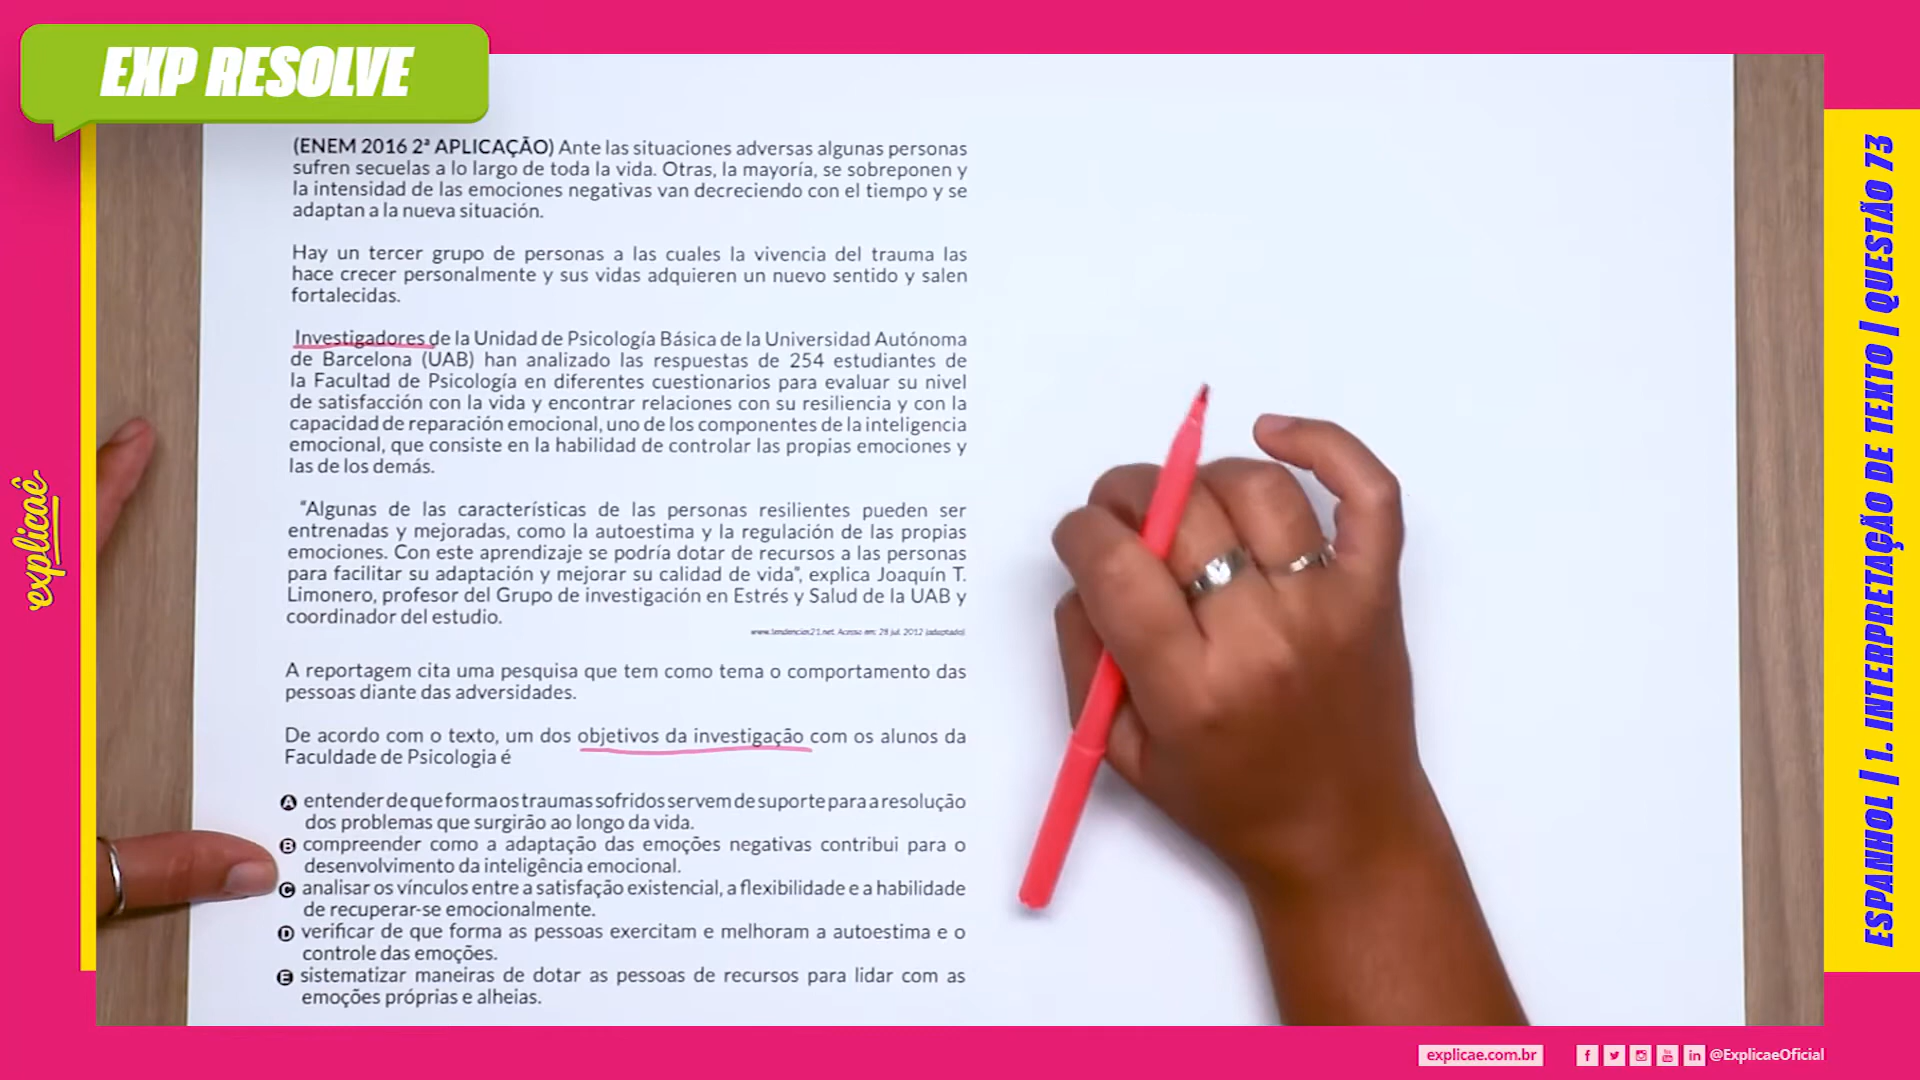 EXP RESOLVE
(ENEM 2016 2ª APLICAÇÃO) Ante las situaciones adversas algunas personas
sufren secuelas a lo largo de toda la vida. Otras, la mayoría, se sobreponen y
la intensidad de las emociones negativas van decreciendo con el tiempo y se
adaptan a la nueva situación.
Hay un tercer grupo de personas a las cuales la vivencia del trauma las
hace crecer personalmente y sus vidas adquieren un nuevo sentido y salen
fortalecidas.
Investigadores de la Unidad de Psicología Básica de la Universidad Autónoma
de Barcelona (UAB) han analizado las respuestas de 254 estudiantes de
la Facultad de Psicología en diferentes cuestionarios para evaluar su nivel
de satisfacción con la vida y encontrar relaciones con su resiliencia y con la
capacidad de reparación emocional, uno de los componentes de la inteligencia
emocional, que consiste en la habilidad de controlar las propias emociones y
las de los demás.
“Algunas de las características de las personas resilientes pueden ser
entrenadas y mejoradas, como la autoestima y la regulación de las propias
emociones. Con este aprendizaje se podría dotar de recursos a las personas
para facilitar su adaptación y mejorar su calidad de vida”, explica Joaquín T.
Limonero, profesor del Grupo de investigación en Estrés y Salud de la UAB y
coordinador del estudio.
www.tendencias21.net. Acesso em: 28 jul. 2012 (adaptado).
A reportagem cita uma pesquisa que tem como tema o comportamento das
pessoas diante das adversidades.
De acordo com o texto, um dos objetivos da investigação com os alunos da
Faculdade de Psicologia é
A entender de que forma os traumas sofridos servem de suporte para a resolução
dos problemas que surgirão ao longo da vida.
B compreender como a adaptação das emoções negativas contribui para o
desenvolvimento da inteligência emocional.
C analisar os vínculos entre a satisfação existencial, a flexibilidade e a habilidade
de recuperar-se emocionalmente.
D verificar de que forma as pessoas exercitam e melhoram a autoestima e o
controle das emoções.
E sistematizar maneiras de dotar as pessoas de recursos para lidar com as
emoções próprias e alheias.
explicaê
ESPANHOL | 1. INTERPRETAÇÃO DE TEXTO | QUESTÃO 73
explicae.com.br
@ExplicaeOficial